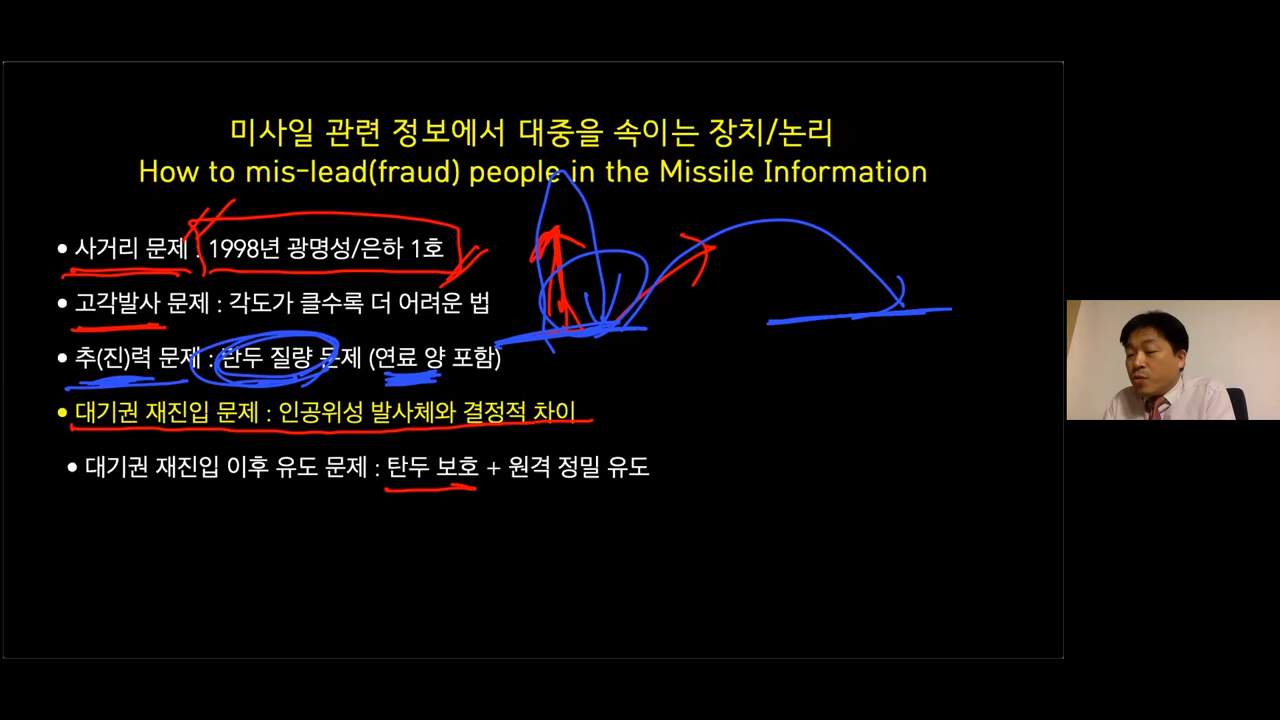 미사일 관련 정보에서 대중을 속이는 장치/논리
How to mis-lead(fraud) people in the Missile Information
• 사거리 문제 : 1998년 광명성/은하 1호
• 고각발사 문제 : 각도가 클수록 더 어려운 법
• 추(진)력 문제 : 탄두 질량 문제 (연료 양 포함)
• 대기권 재진입 문제 : 인공위성 발사체와 결정적 차이
• 대기권 재진입 이후 유도 문제 : 탄두 보호 + 원격 정밀 유도